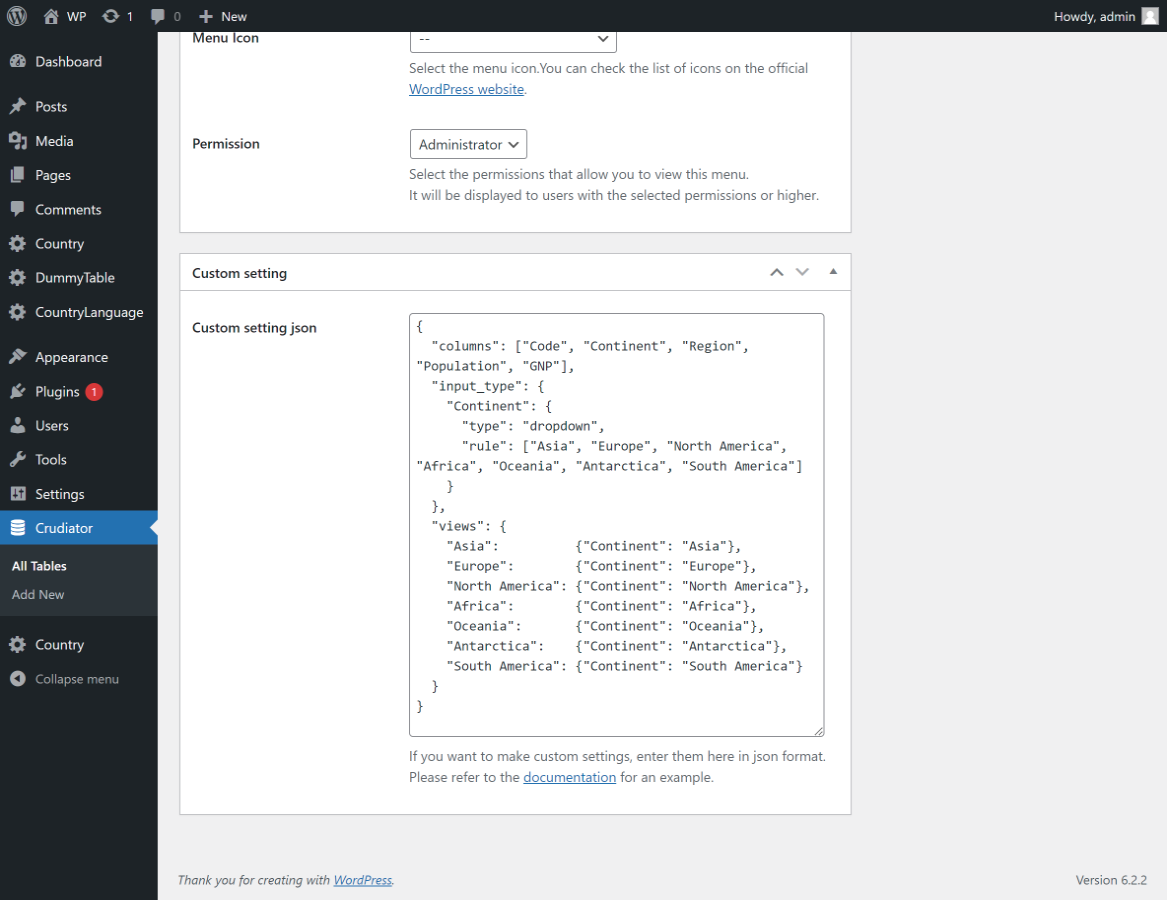 WP 1 0 New Howdy, admin
Dashboard
Posts
Media
Pages
Comments
Country
DummyTable
CountryLanguage
Appearance
Plugins 1
Users
Tools
Settings
Crudiator
All Tables
Add New
Country
Collapse menu
Menu Icon
--
Select the menu icon.You can check the list of icons on the official
WordPress website.
Permission
Administrator
Select the permissions that allow you to view this menu.
It will be displayed to users with the selected permissions or higher.
Custom setting
Custom setting json
{
  "columns": ["Code", "Continent", "Region",
"Population", "GNP"],
  "input_type": {
    "Continent": {
      "type": "dropdown",
      "rule": ["Asia", "Europe", "North America",
"Africa", "Oceania", "Antarctica", "South America"]
    }
  },
  "views": {
    "Asia":          {"Continent": "Asia"},
    "Europe":        {"Continent": "Europe"},
    "North America": {"Continent": "North America"},
    "Africa":        {"Continent": "Africa"},
    "Oceania":       {"Continent": "Oceania"},
    "Antarctica":    {"Continent": "Antarctica"},
    "South America": {"Continent": "South America"}
  }
}
If you want to make custom settings, enter them here in json format.
Please refer to the documentation for an example.
Thank you for creating with WordPress.
Version 6.2.2